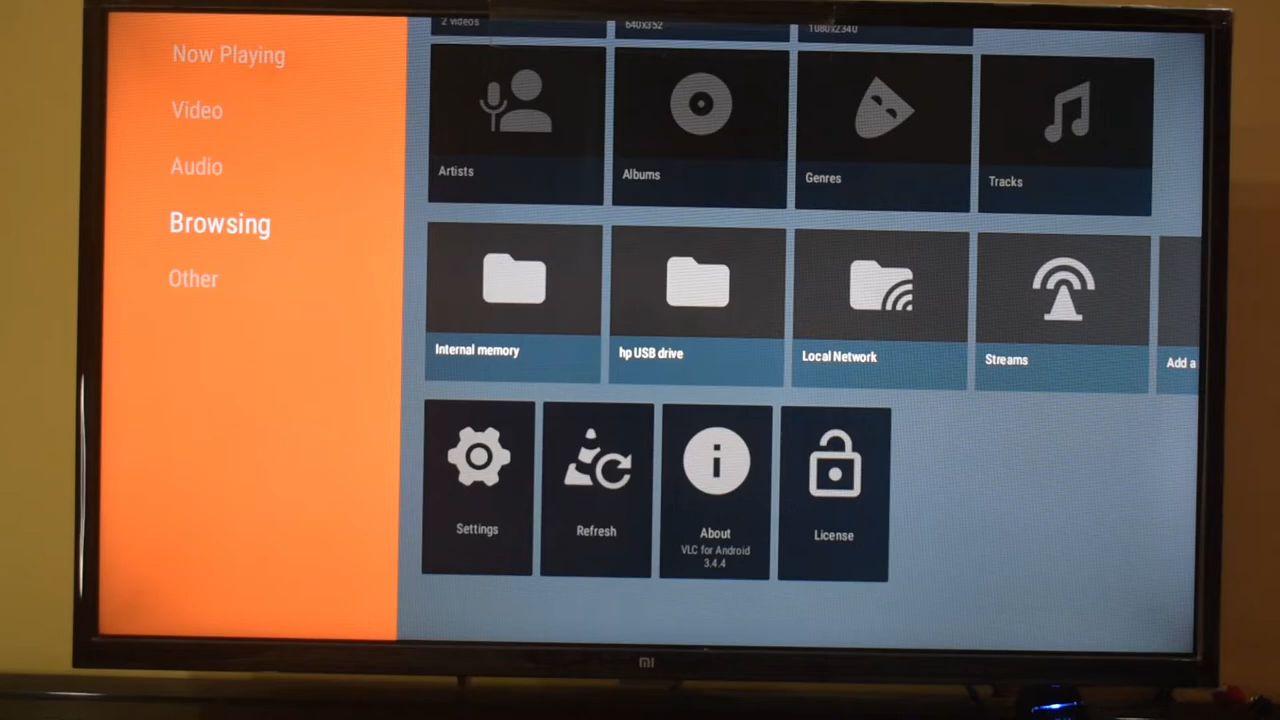 Now Playing
Video
Audio
Browsing
Other
2 videos
640x352
1080x2340
Artists
Albums
Genres
Tracks
Internal memory
hp USB drive
Local Network
Streams
Add a
Settings
Refresh
About
VLC for Android
3.4.4
License
mi